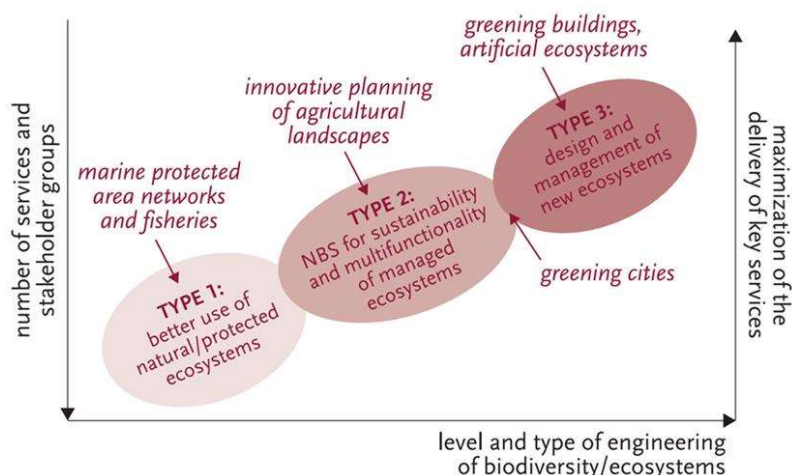 greening buildings,
artificial ecosystems
innovative planning
of agricultural
landscapes
marine protected
area networks
and fisheries
TYPE 3:
design and
management of
new ecosystems
TYPE 2:
NBS for sustainability
and multifunctionality
of managed
ecosystems
greening cities
TYPE 1:
better use of
natural/protected
ecosystems
number of services and
stakeholder groups
maximization of the
delivery of key services
level and type of engineering
of biodiversity/ecosystems